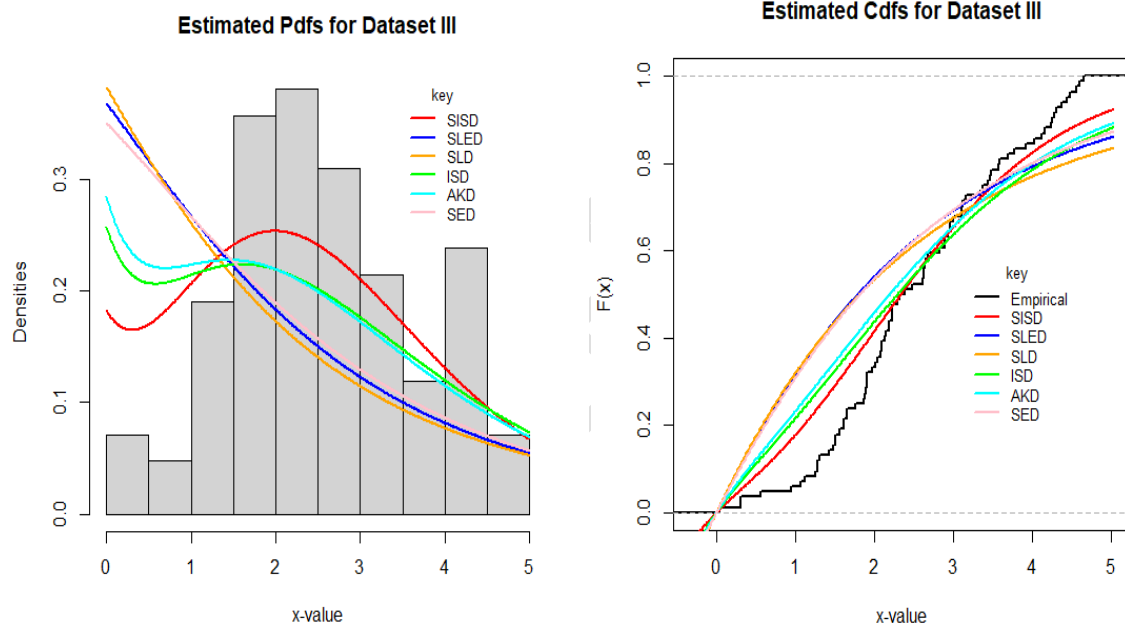 Estimated Pdfs for Dataset III
key
SISD
SLED
SLD
ISD
AKD
SED
Densities
0.0
0.1
0.2
0.3
0 1 2 3 4 5
x-value
Estimated Cdfs for Dataset III
key
Empirical
SISD
SLED
SLD
ISD
AKD
SED
F(x)
0.0
0.2
0.4
0.6
0.8
1.0
0 1 2 3 4 5
x-value